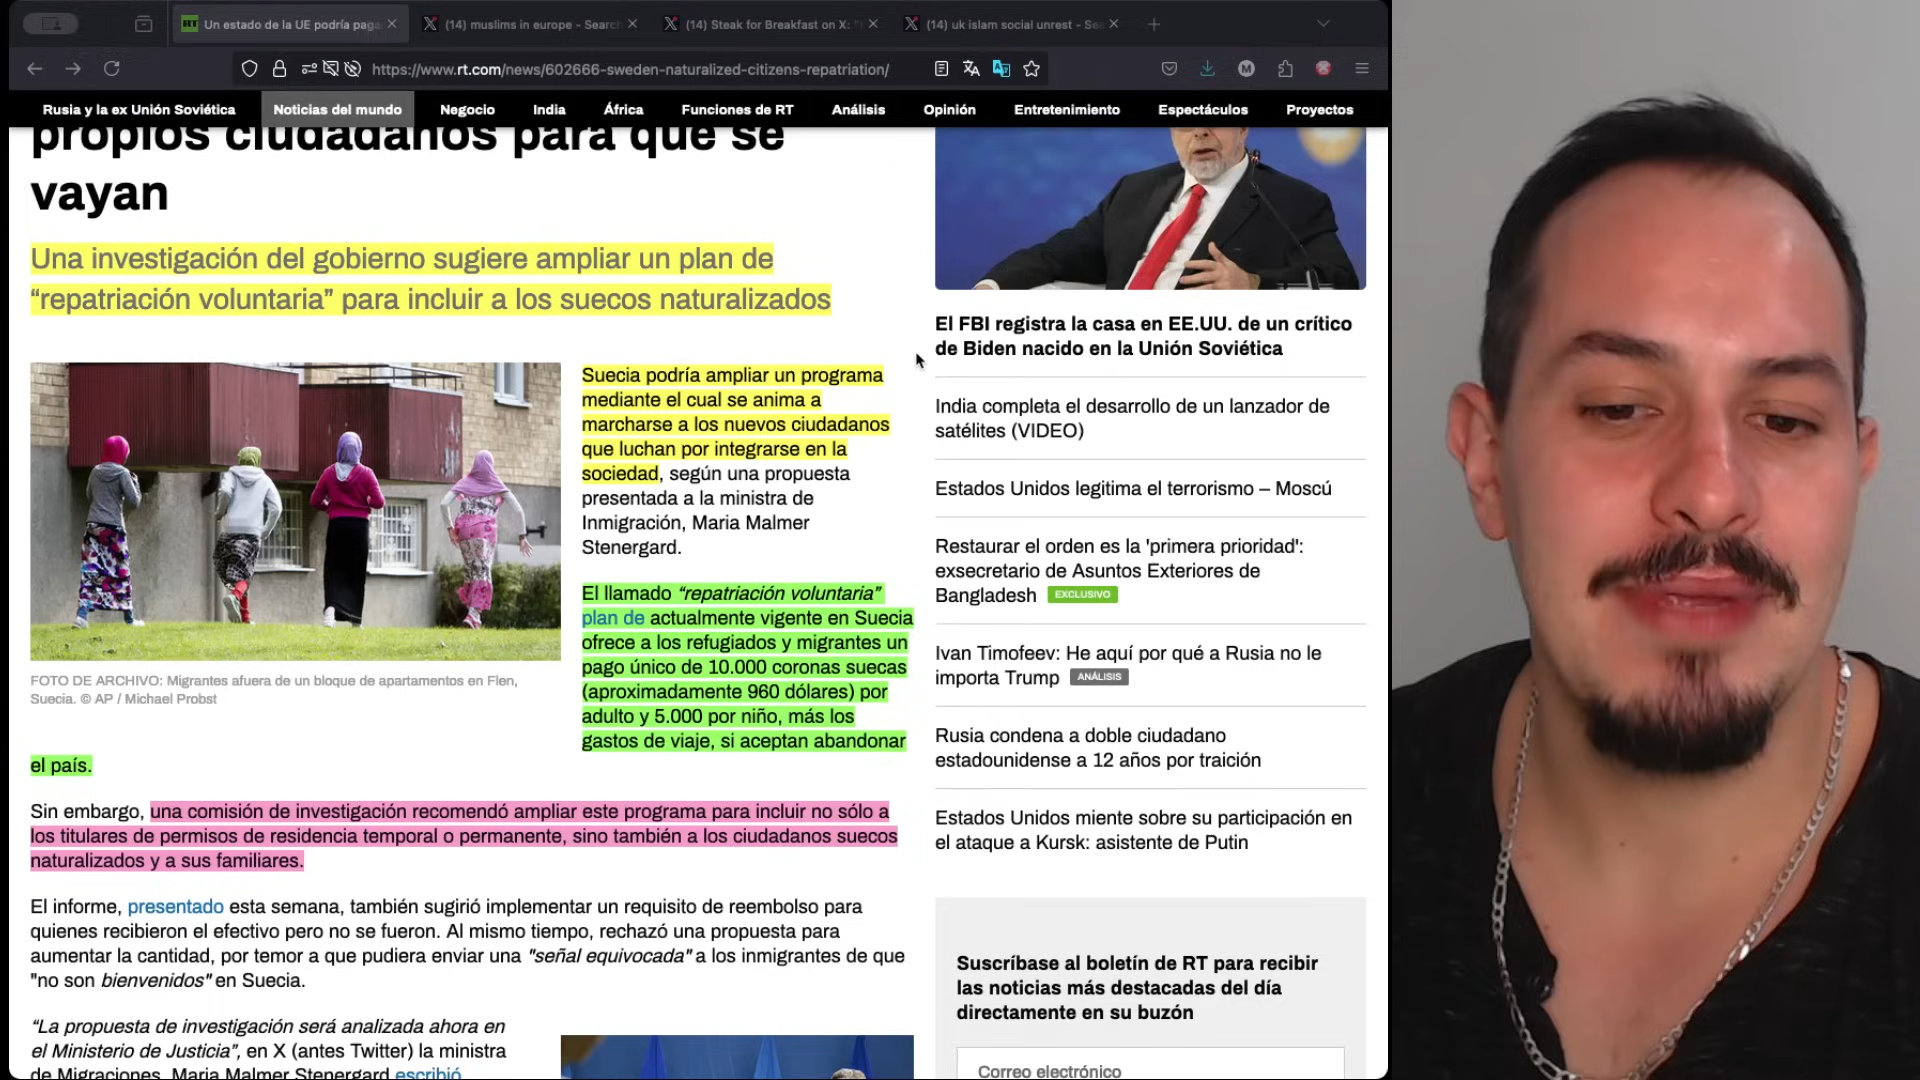 Un estado de la UE podría paga
(14) muslims in europe - Search
(14) Steak for Breakfast on X: "
(14) uk islam social unrest - Se
https://www.rt.com/news/602666-sweden-naturalized-citizens-repatriation/
Rusia y la ex Unión Soviética
Noticias del mundo
Negocio
India
África
Funciones de RT
Análisis
Opinión
Entretenimiento
Espectáculos
Proyectos
propios ciudadanos para que se
vayan
Una investigación del gobierno sugiere ampliar un plan de
“repatriación voluntaria” para incluir a los suecos naturalizados
FOTO DE ARCHIVO: Migrantes afuera de un bloque de apartamentos en Flen,
Suecia. © AP / Michael Probst
Suecia podría ampliar un programa
mediante el cual se anima a
marcharse a los nuevos ciudadanos
que luchan por integrarse en la
sociedad, según una propuesta
presentada a la ministra de
Inmigración, Maria Malmer
Stenergard.
El llamado “repatriación voluntaria”
plan de actualmente vigente en Suecia
ofrece a los refugiados y migrantes un
pago único de 10.000 coronas suecas
(aproximadamente 960 dólares) por
adulto y 5.000 por niño, más los
gastos de viaje, si aceptan abandonar
el país.
Sin embargo, una comisión de investigación recomendó ampliar este programa para incluir no sólo a
los titulares de permisos de residencia temporal o permanente, sino también a los ciudadanos suecos
naturalizados y a sus familiares.
El informe, presentado esta semana, también sugirió implementar un requisito de reembolso para
quienes recibieron el efectivo pero no se fueron. Al mismo tiempo, rechazó una propuesta para
aumentar la cantidad, por temor a que pudiera enviar una "señal equivocada" a los inmigrantes de que
"no son bienvenidos" en Suecia.
“La propuesta de investigación será analizada ahora en
el Ministerio de Justicia”, en X (antes Twitter) la ministra
de Migraciones, Maria Malmer Stenergard escribió
El FBI registra la casa en EE.UU. de un crítico
de Biden nacido en la Unión Soviética
India completa el desarrollo de un lanzador de
satélites (VIDEO)
Estados Unidos legitima el terrorismo – Moscú
Restaurar el orden es la 'primera prioridad':
exsecretario de Asuntos Exteriores de
Bangladesh EXCLUSIVO
Ivan Timofeev: He aquí por qué a Rusia no le
importa Trump ANÁLISIS
Rusia condena a doble ciudadano
estadounidense a 12 años por traición
Estados Unidos miente sobre su participación en
el ataque a Kursk: asistente de Putin
Suscríbase al boletín de RT para recibir
las noticias más destacadas del día
directamente en su buzón
Correo electrónico